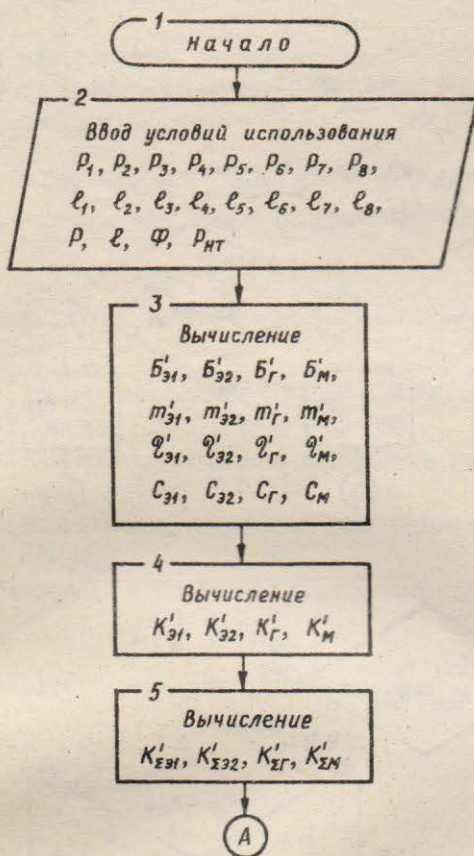 1
Начало
2
Ввод условий использования
P₁, P₂, P₃, P₄, P₅, P₆, P₇, P₈,
ℓ₁, ℓ₂, ℓ₃, ℓ₄, ℓ₅, ℓ₆, ℓ₇, ℓ₈,
P, ℓ, Ф, Pнт
3
Вычисление
Б'э1, Б'э2, Б'г, Б'м,
m'э1, m'э2, m'г, m'м,
τ'э1, τ'э2, τ'г, τ'м,
Cэ1, Cэ2, Cг, Cм
4
Вычисление
K'э1, K'э2, K'г, K'м
5
Вычисление
K'Σэ1, K'Σэ2, K'Σг, K'Σм
А